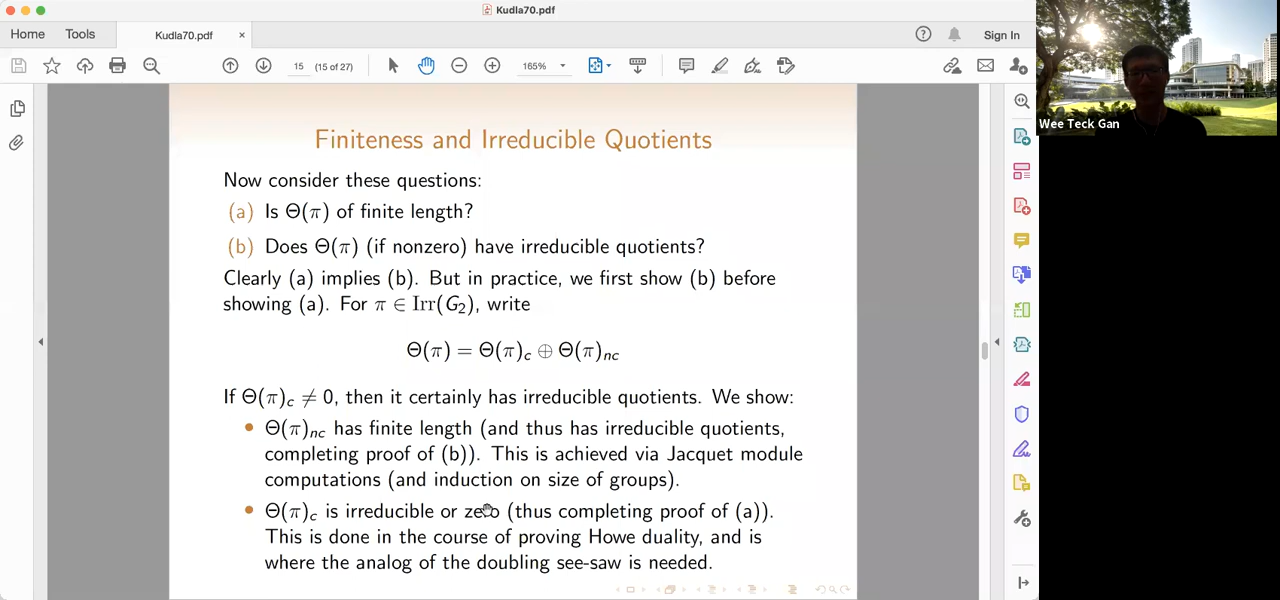 Kudla70.pdf
Home
Tools
Kudla70.pdf
×
Sign In
15
(15 of 27)
165%
Wee Teck Gan
Finiteness and Irreducible Quotients
Now consider these questions:
(a) Is Θ(π) of finite length?
(b) Does Θ(π) (if nonzero) have irreducible quotients?
Clearly (a) implies (b). But in practice, we first show (b) before
showing (a). For π ∈ Irr(G₂), write
Θ(π) = Θ(π)_c ⊕ Θ(π)_nc
If Θ(π)_c ≠ 0, then it certainly has irreducible quotients. We show:
• Θ(π)_nc has finite length (and thus has irreducible quotients,
completing proof of (b)). This is achieved via Jacquet module
computations (and induction on size of groups).
• Θ(π)_c is irreducible or zero (thus completing proof of (a)).
This is done in the course of proving Howe duality, and is
where the analog of the doubling see-saw is needed.